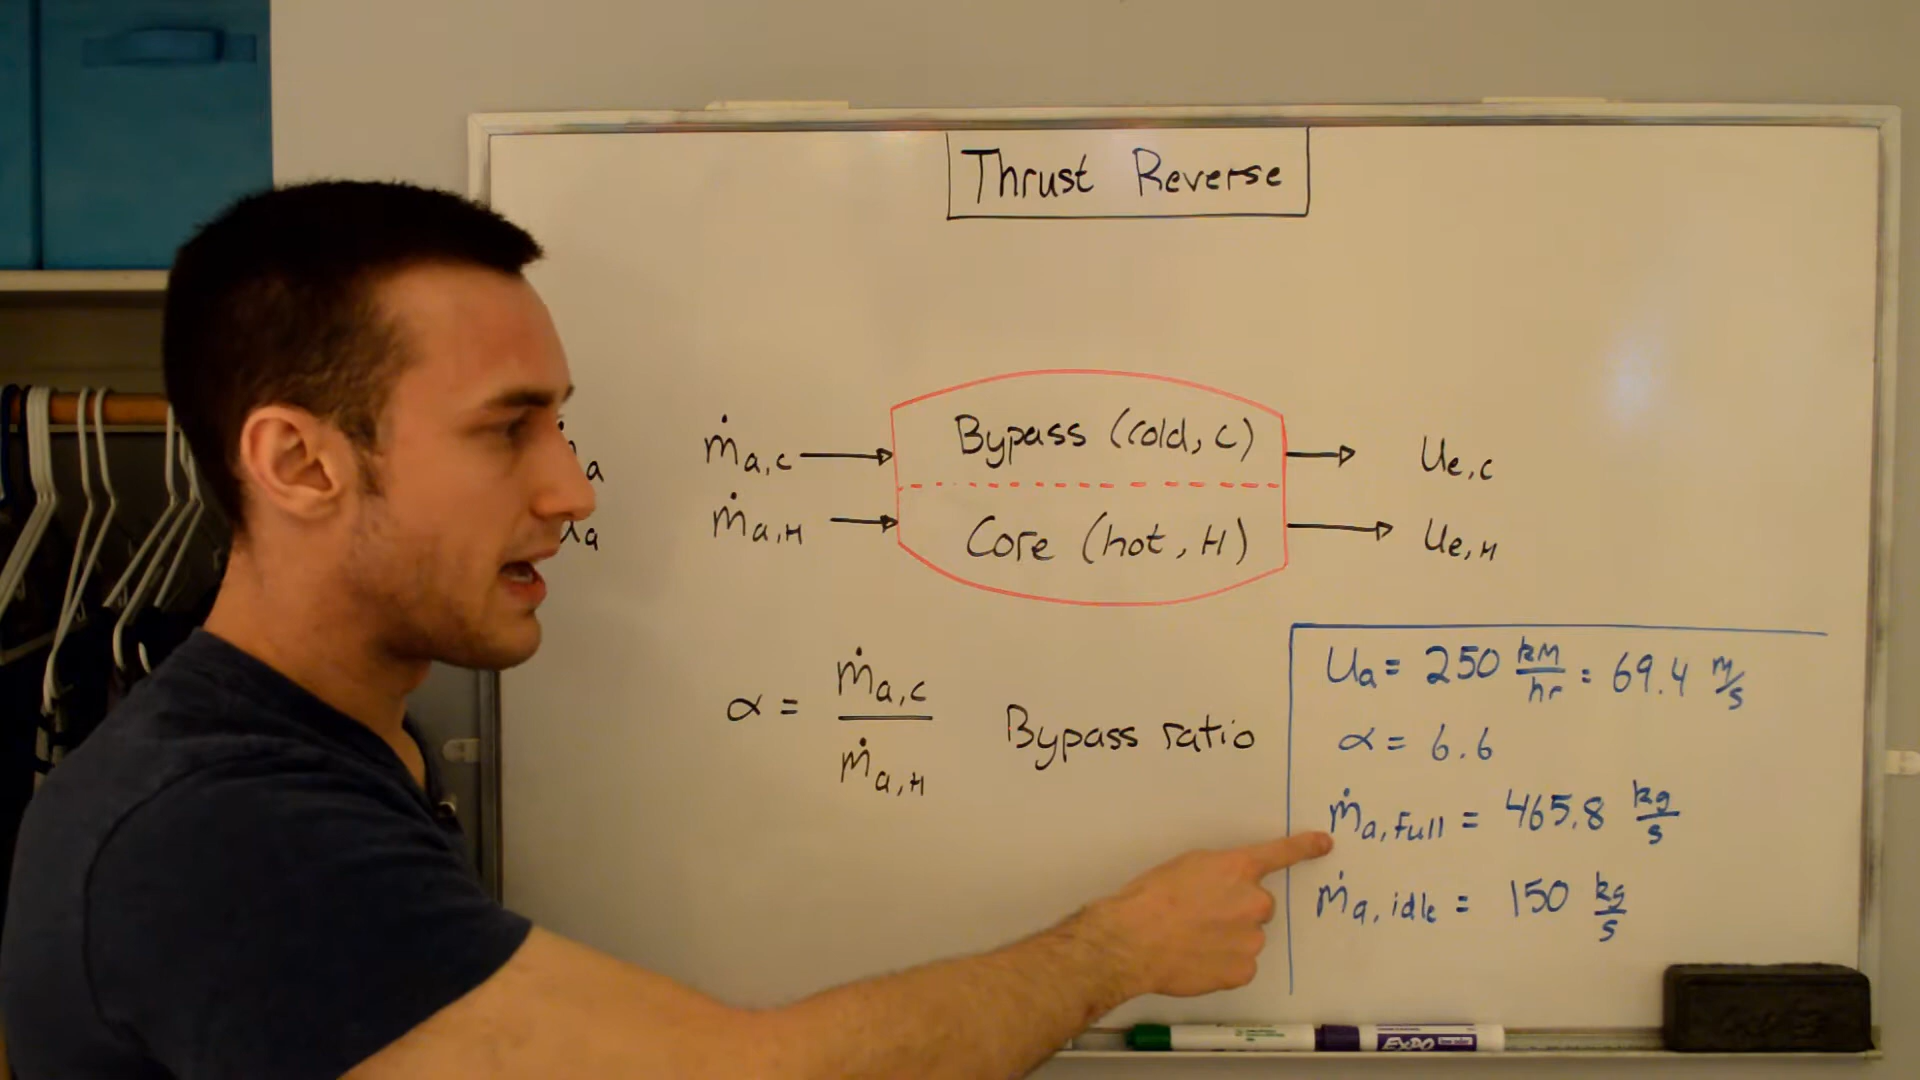 Thrust Reverse
ṁa,c → Bypass (cold, c) → Ue,c
ṁa,H → Core (hot, H) → Ue,H
α = ṁa,c / ṁa,H Bypass ratio
Ua = 250 km/hr = 69.4 m/s
α = 6.6
ṁa,full = 465.8 kg/s
ṁa,idle = 150 kg/s
EXPO